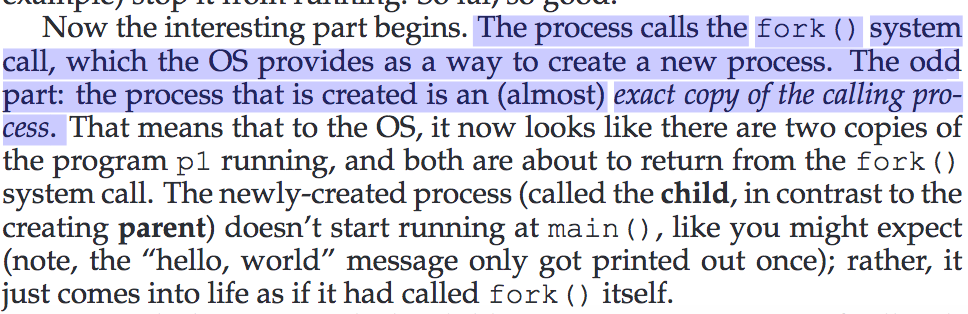 example) stop it from running. So far, so good!
Now the interesting part begins. The process calls the fork() system
call, which the OS provides as a way to create a new process. The odd
part: the process that is created is an (almost) exact copy of the calling pro-
cess. That means that to the OS, it now looks like there are two copies of
the program p1 running, and both are about to return from the fork()
system call. The newly-created process (called the child, in contrast to the
creating parent) doesn't start running at main(), like you might expect
(note, the “hello, world” message only got printed out once); rather, it
just comes into life as if it had called fork() itself.